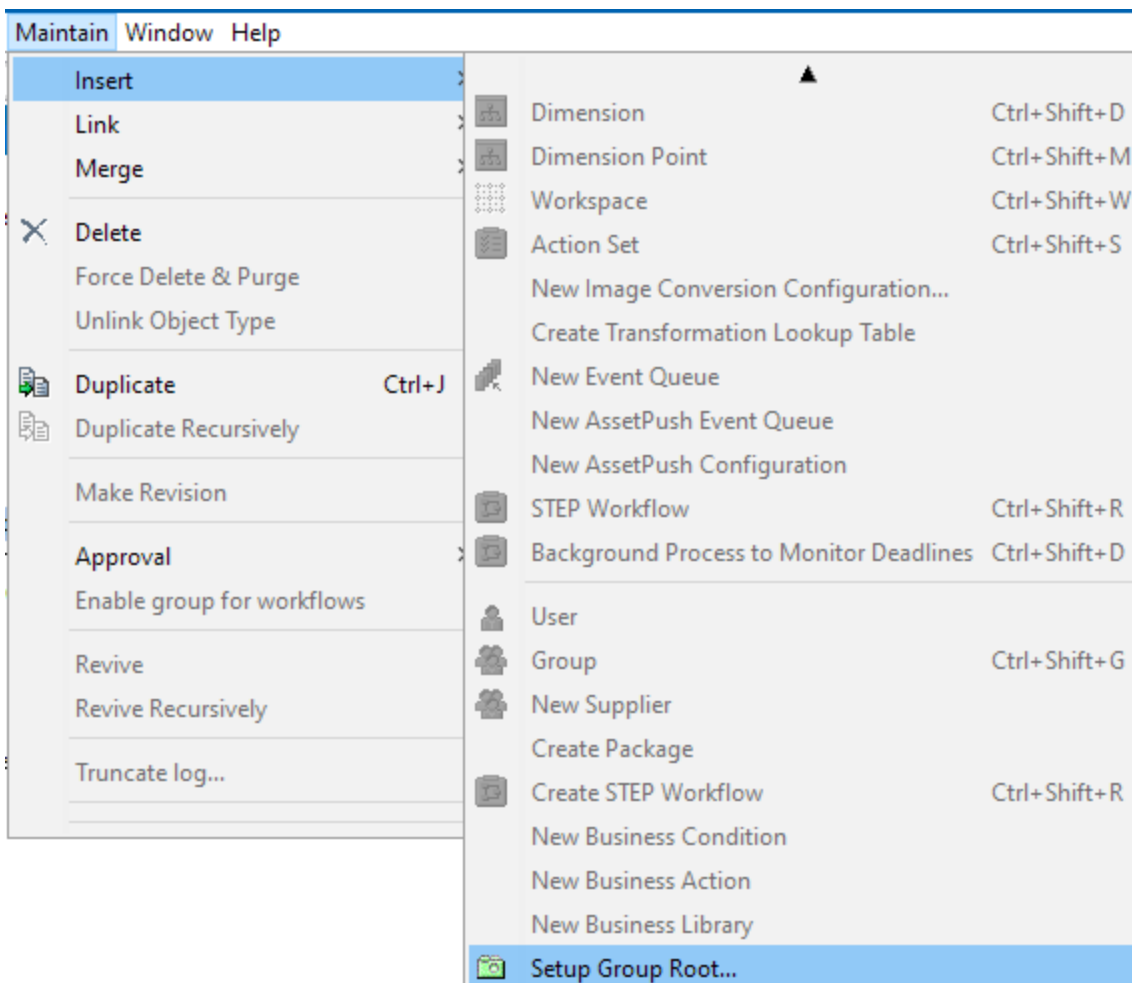 Maintain Window Help
Insert
Link
Merge
Delete
Force Delete & Purge
Unlink Object Type
Duplicate Ctrl+J
Duplicate Recursively
Make Revision
Approval
Enable group for workflows
Revive
Revive Recursively
Truncate log...
Dimension Ctrl+Shift+D
Dimension Point Ctrl+Shift+M
Workspace Ctrl+Shift+W
Action Set Ctrl+Shift+S
New Image Conversion Configuration...
Create Transformation Lookup Table
New Event Queue
New AssetPush Event Queue
New AssetPush Configuration
STEP Workflow Ctrl+Shift+R
Background Process to Monitor Deadlines Ctrl+Shift+D
User
Group Ctrl+Shift+G
New Supplier
Create Package
Create STEP Workflow Ctrl+Shift+R
New Business Condition
New Business Action
New Business Library
Setup Group Root...